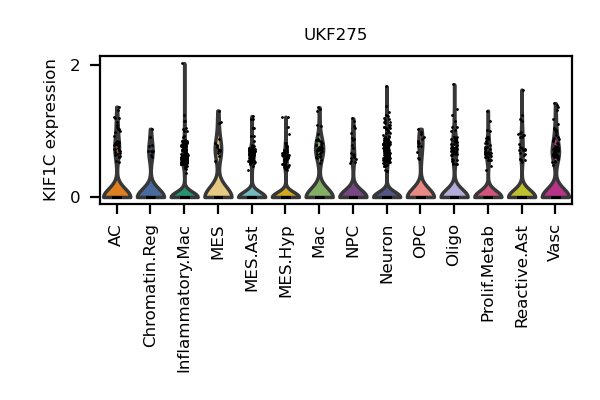 UKF275
KIF1C expression
2
0
AC
Chromatin.Reg
Inflammatory.Mac
MES
MES.Ast
MES.Hyp
Mac
NPC
Neuron
OPC
Oligo
Prolif.Metab
Reactive.Ast
Vasc